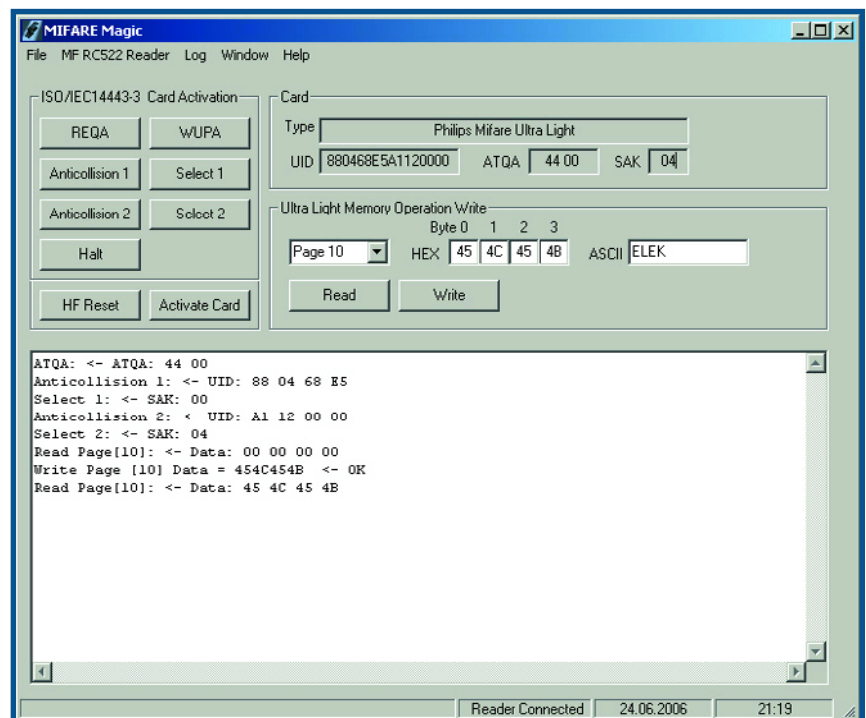 MIFARE Magic
File MF RC522 Reader Log Window Help
ISO/IEC14443-3 Card Activation
REQA WUPA
Anticollision 1 Select 1
Anticollision 2 Select 2
Halt
HF Reset Activate Card
Card
Type Philips Mifare Ultra Light
UID 880468E5A1120000 ATQA 44 00 SAK 04
Ultra Light Memory Operation Write
Byte 0 1 2 3
Page 10 HEX 45 4C 45 4B ASCII ELEK
Read Write
ATQA: <- ATQA: 44 00
Anticollision 1: <- UID: 88 04 68 E5
Select 1: <- SAK: 00
Anticollision 2: < UID: A1 12 00 00
Select 2: <- SAK: 04
Read Page[10]: <- Data: 00 00 00 00
Write Page [10] Data = 454C454B <- OK
Read Page[10]: <- Data: 45 4C 45 4B
Reader Connected 24.06.2006 21:19